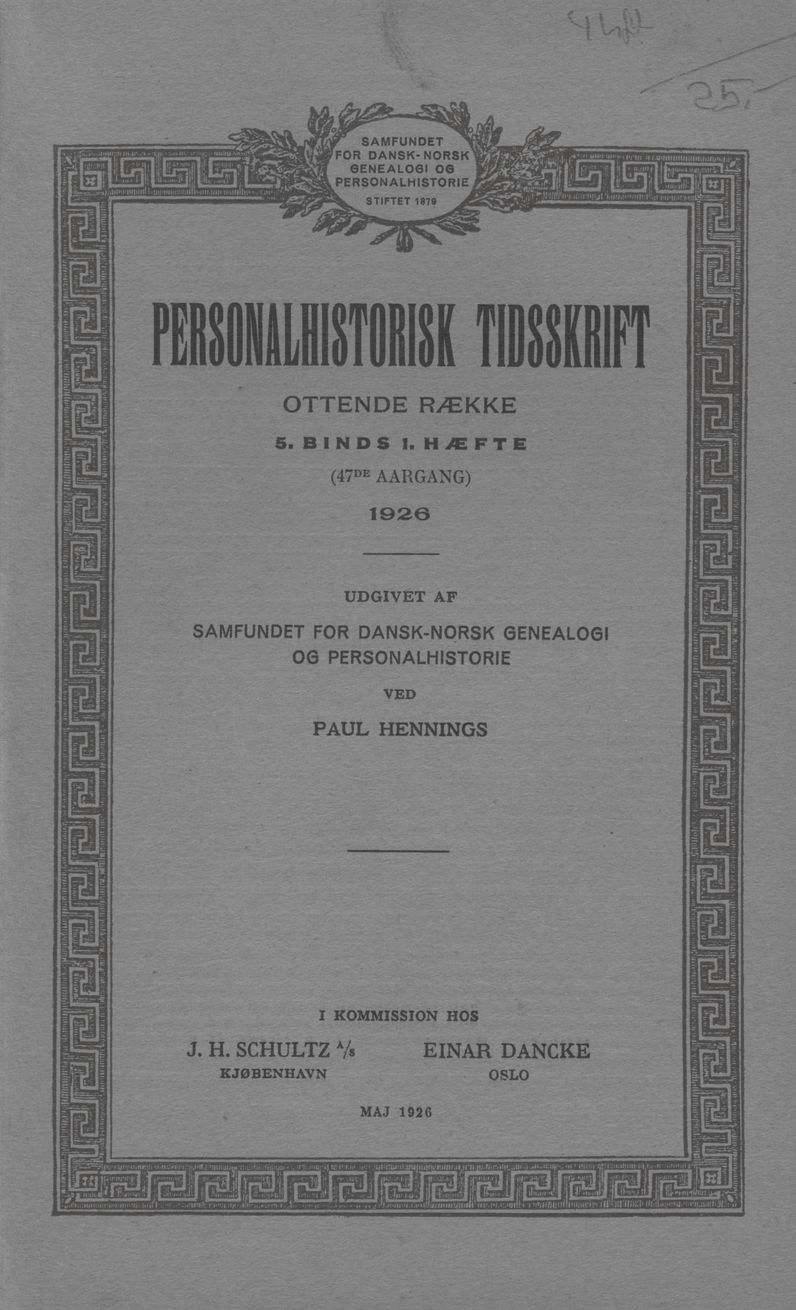 25.-
SAMFUNDET
FOR DANSK-NORSK
GENEALOGI OG
PERSONALHISTORIE
STIFTET 1879
PERSONALHISTORISK TIDSSKRIFT
OTTENDE RÆKKE
5. BINDS 1. HÆFTE
(47DE AARGANG)
1926
UDGIVET AF
SAMFUNDET FOR DANSK-NORSK GENEALOGI
OG PERSONALHISTORIE
VED
PAUL HENNINGS
I KOMMISSION HOS
J. H. SCHULTZ A/S EINAR DANCKE
KJØBENHAVN OSLO
MAJ 1926